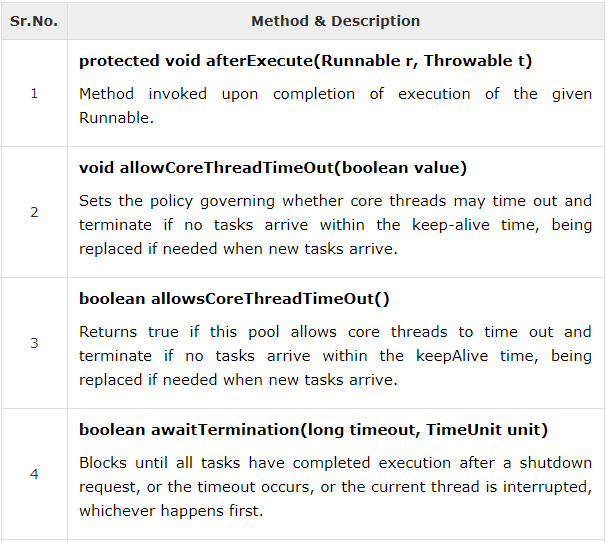 Sr.No. Method & Description
protected void afterExecute(Runnable r, Throwable t)
1
Method invoked upon completion of execution of the given
Runnable.
void allowCoreThreadTimeOut(boolean value)
2
Sets the policy governing whether core threads may time out and
terminate if no tasks arrive within the keep-alive time, being
replaced if needed when new tasks arrive.
boolean allowsCoreThreadTimeOut()
3
Returns true if this pool allows core threads to time out and
terminate if no tasks arrive within the keepAlive time, being
replaced if needed when new tasks arrive.
boolean awaitTermination(long timeout, TimeUnit unit)
4
Blocks until all tasks have completed execution after a shutdown
request, or the timeout occurs, or the current thread is interrupted,
whichever happens first.